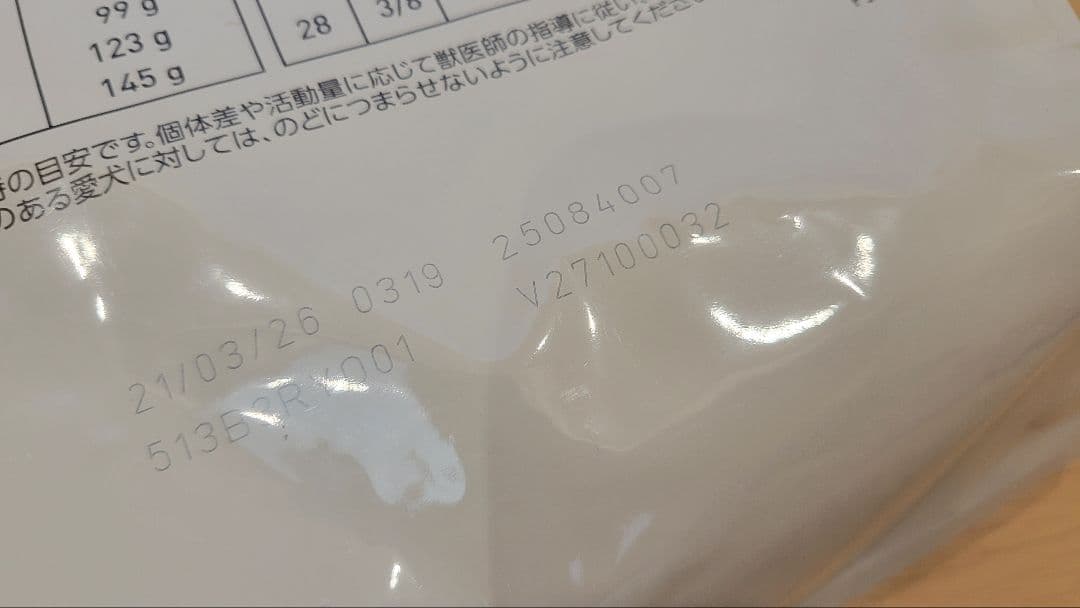 99 g
123 g
145 g
28 3/8
の目安です。個体差や活動量に応じて獣医師の指導に従い
のある愛犬に対しては、のどにつまらせないように注意してくださ
21/03/26 0319 25084007
V27100032